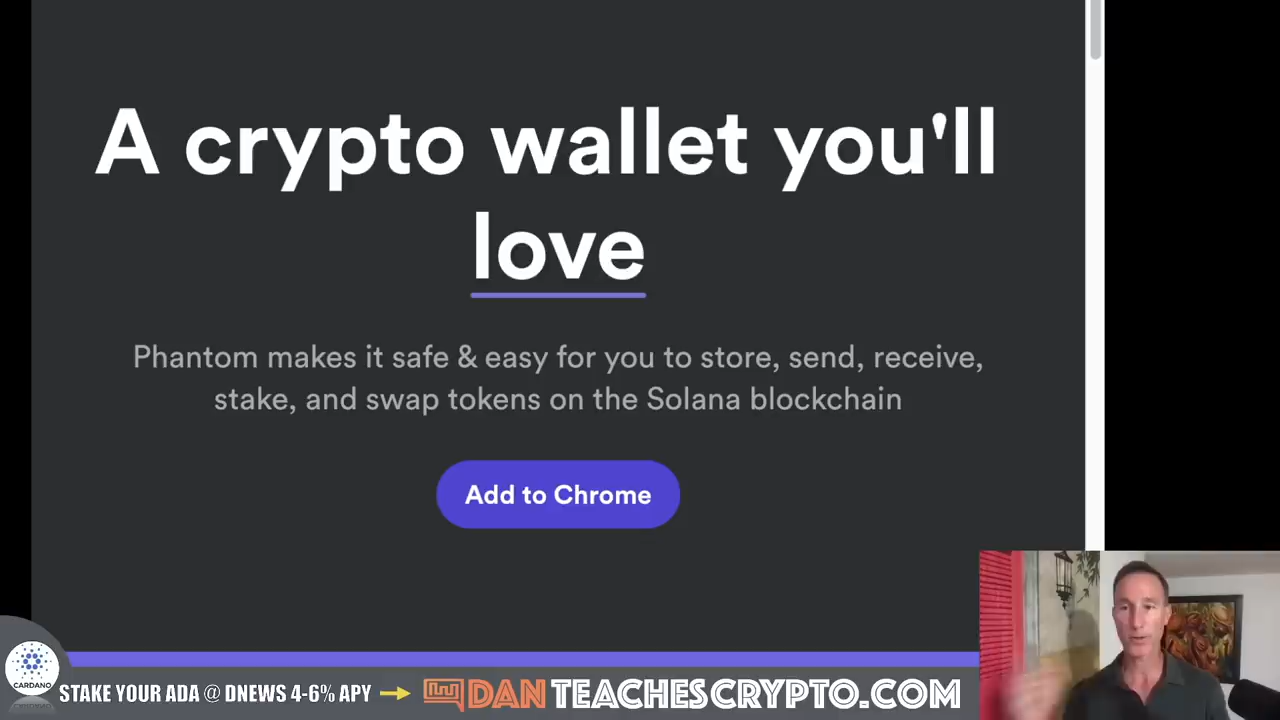 A crypto wallet you'll
love
Phantom makes it safe & easy for you to store, send, receive,
stake, and swap tokens on the Solana blockchain
Add to Chrome
CARDANO
STAKE YOUR ADA @ DNEWS 4-6% APY
DANTEACHESCRYPTO.COM